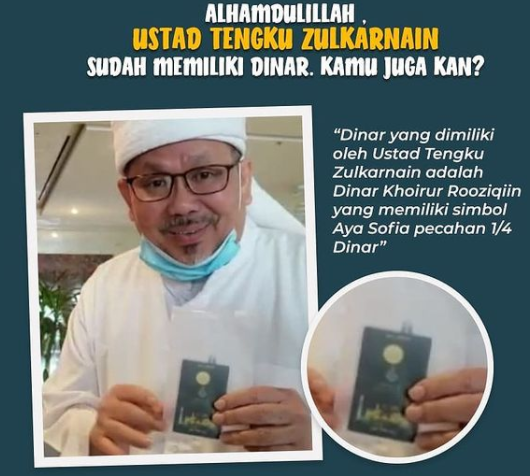 ALHAMDULILLAH ,
USTAD TENGKU ZULKARNAIN
SUDAH MEMILIKI DINAR. KAMU JUGA KAN?
“Dinar yang dimiliki
oleh Ustad Tengku
Zulkarnain adalah
Dinar Khoirur Rooziqiin
yang memiliki simbol
Aya Sofia pecahan 1/4
Dinar”